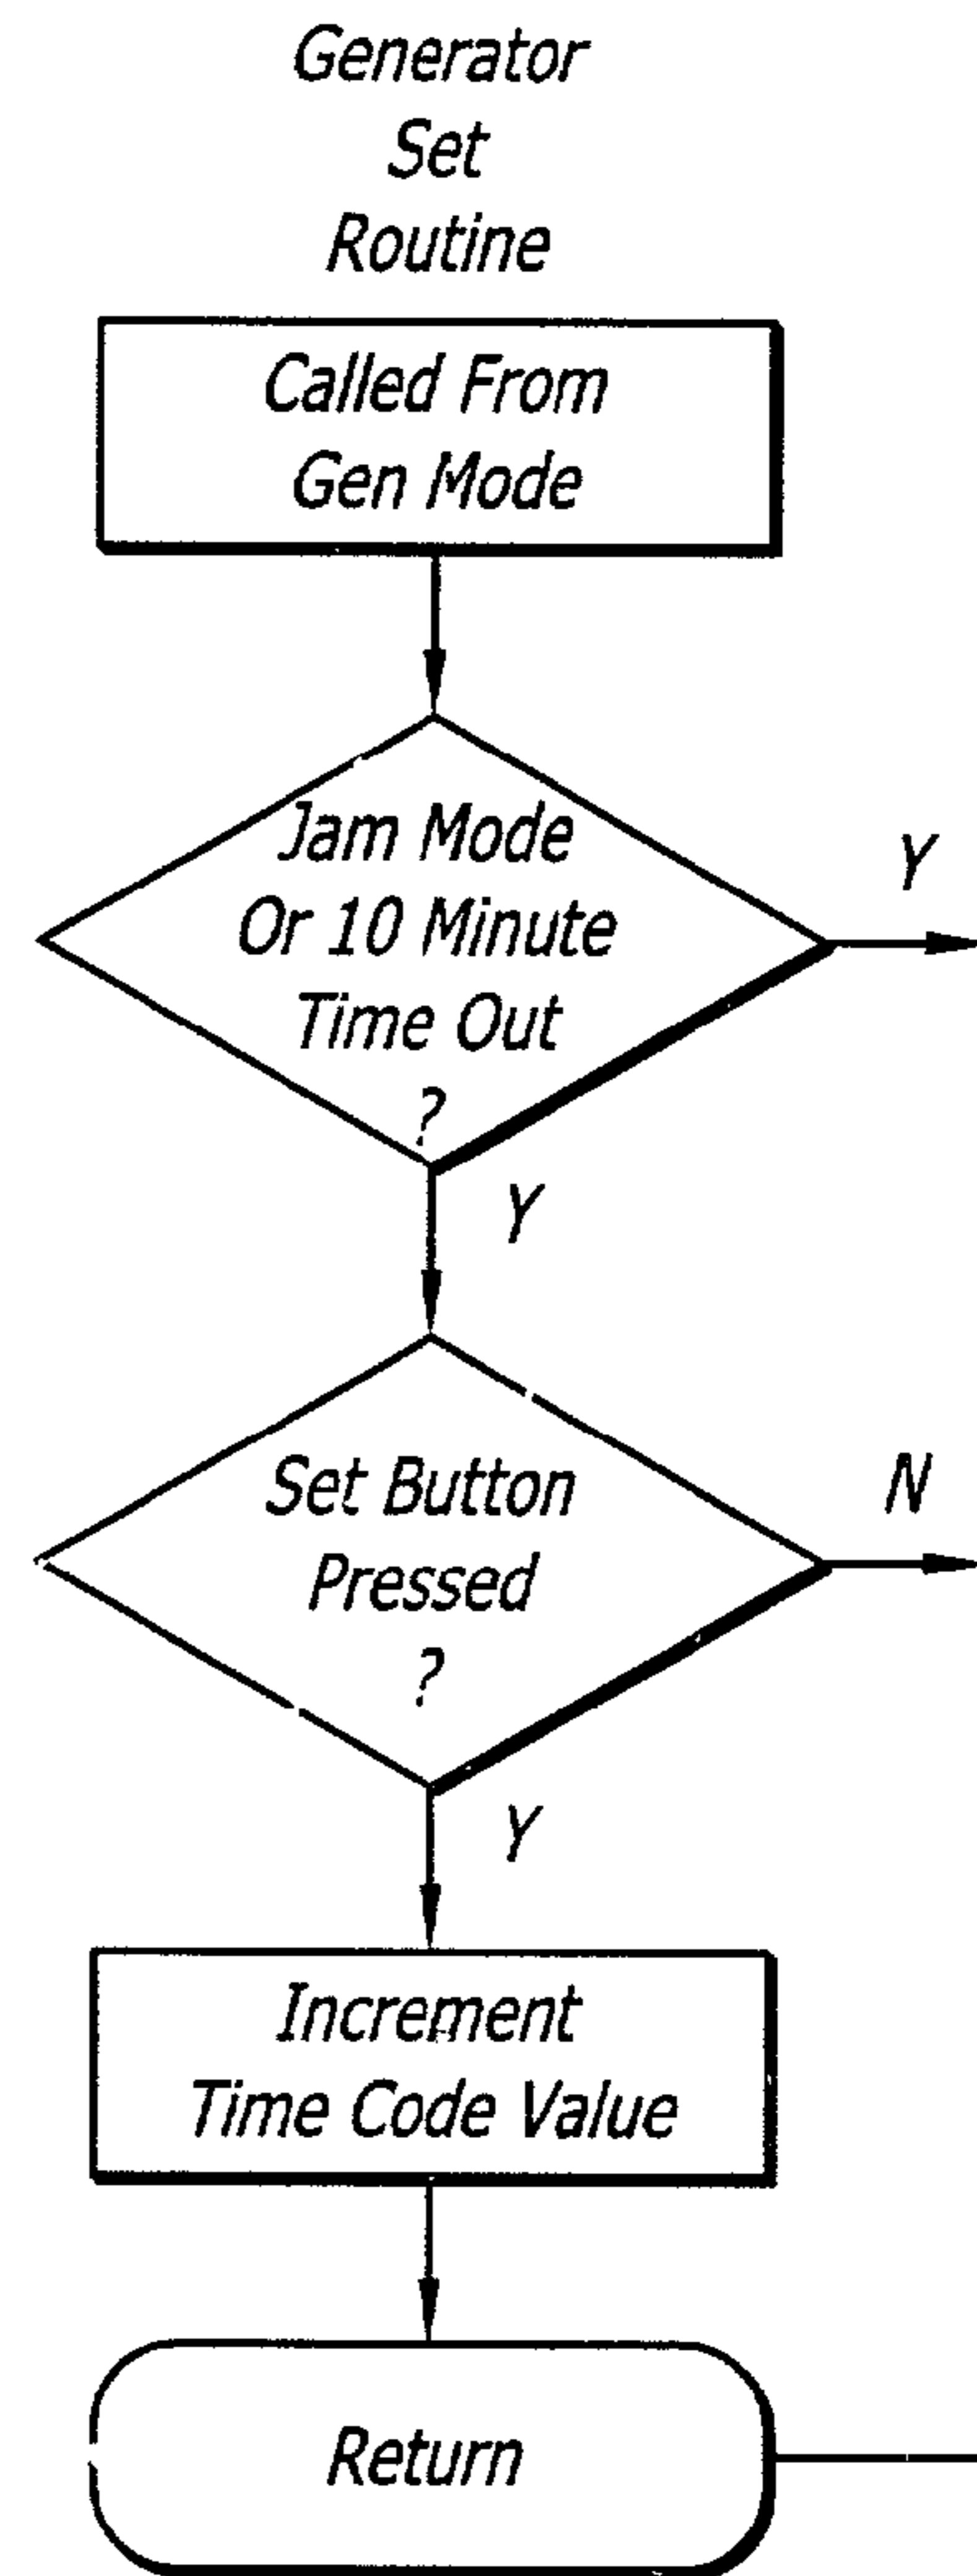 Generator
Set
Routine
Called From
Gen Mode
Jam Mode
Or 10 Minute
Time Out
?
Y
Y
Set Button
Pressed
?
N
Y
Increment
Time Code Value
Return